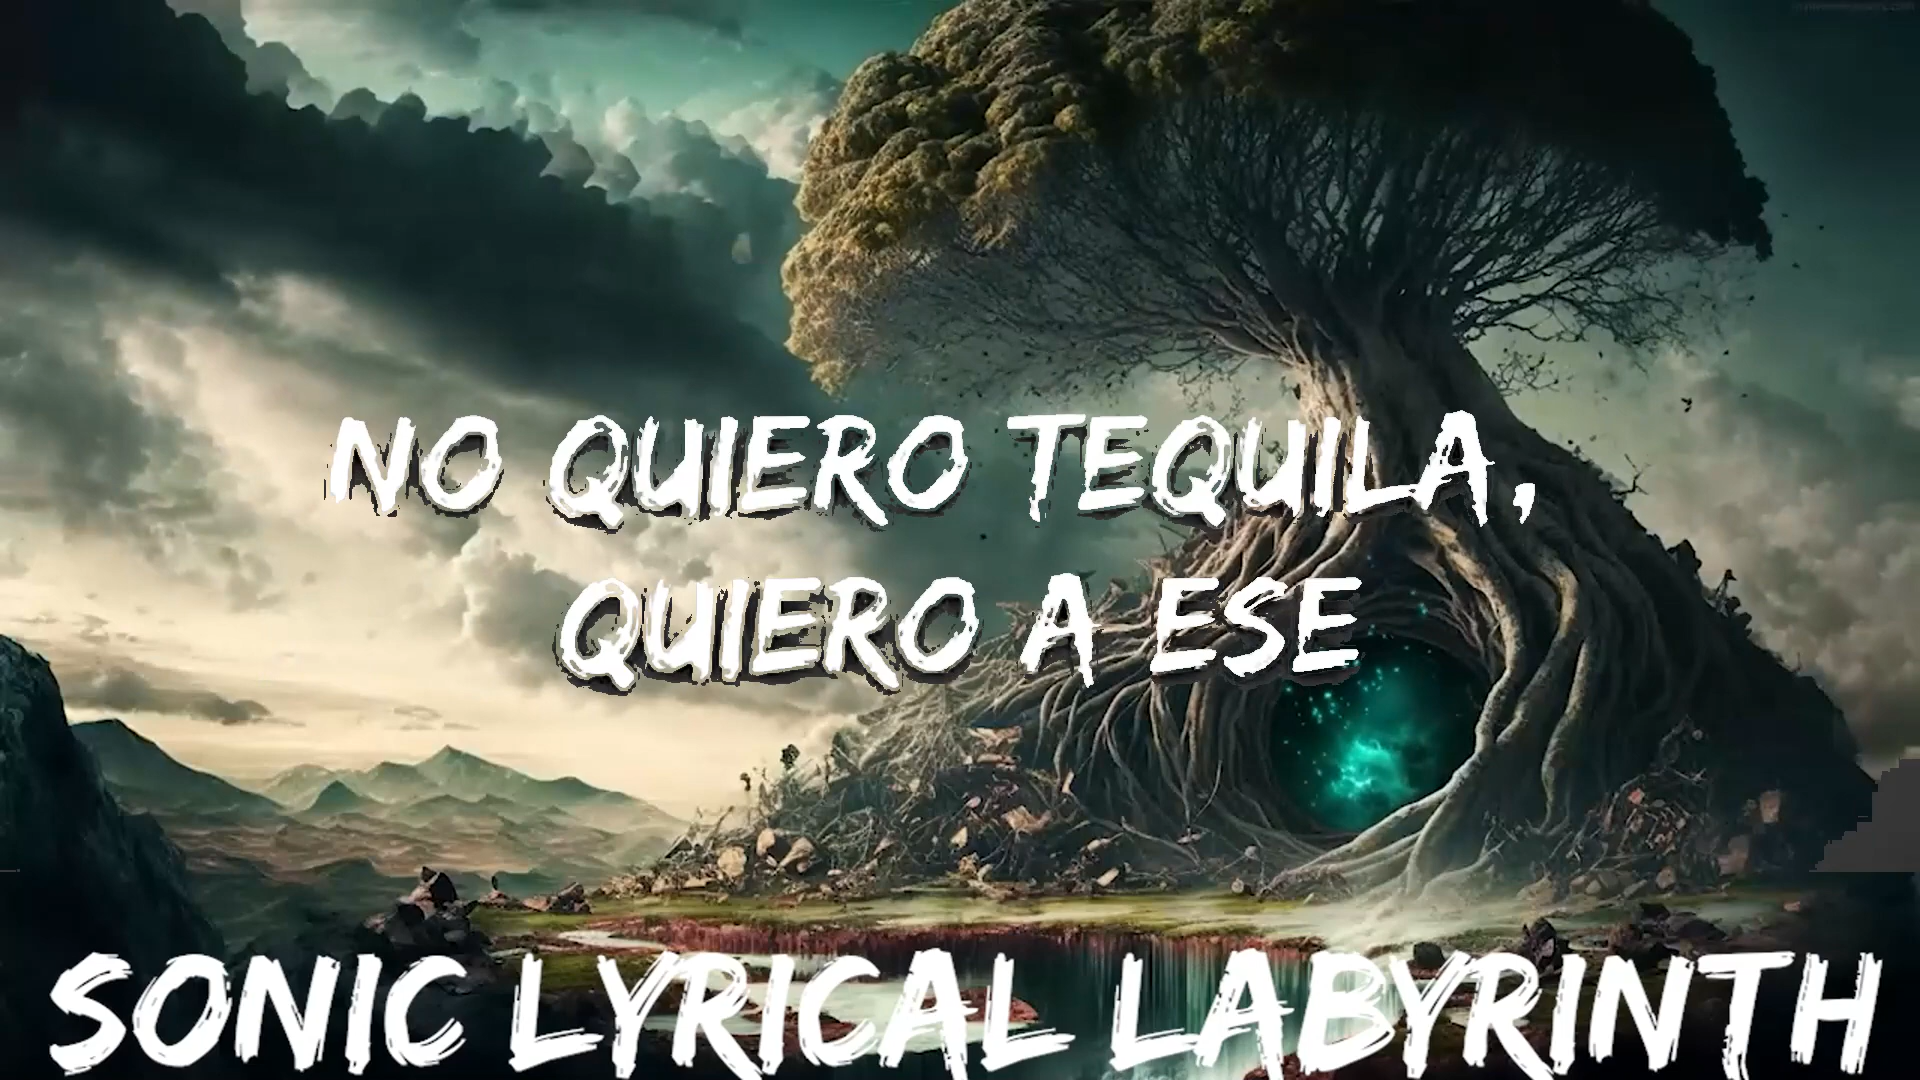 NO QUIERO TEQUILA,
QUIERO A ESE
SONIC LYRICAL LABYRINTH